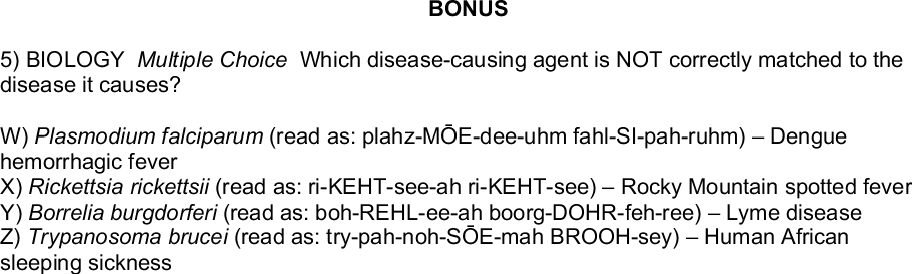 BONUS
5) BIOLOGY Multiple Choice Which disease-causing agent is NOT correctly matched to the
disease it causes?
W) Plasmodium falciparum (read as: plahz-MŌE-dee-uhm fahl-SI-pah-ruhm) – Dengue
hemorrhagic fever
X) Rickettsia rickettsii (read as: ri-KEHT-see-ah ri-KEHT-see) – Rocky Mountain spotted fever
Y) Borrelia burgdorferi (read as: boh-REHL-ee-ah boorg-DOHR-feh-ree) – Lyme disease
Z) Trypanosoma brucei (read as: try-pah-noh-SŌE-mah BROOH-sey) – Human African
sleeping sickness